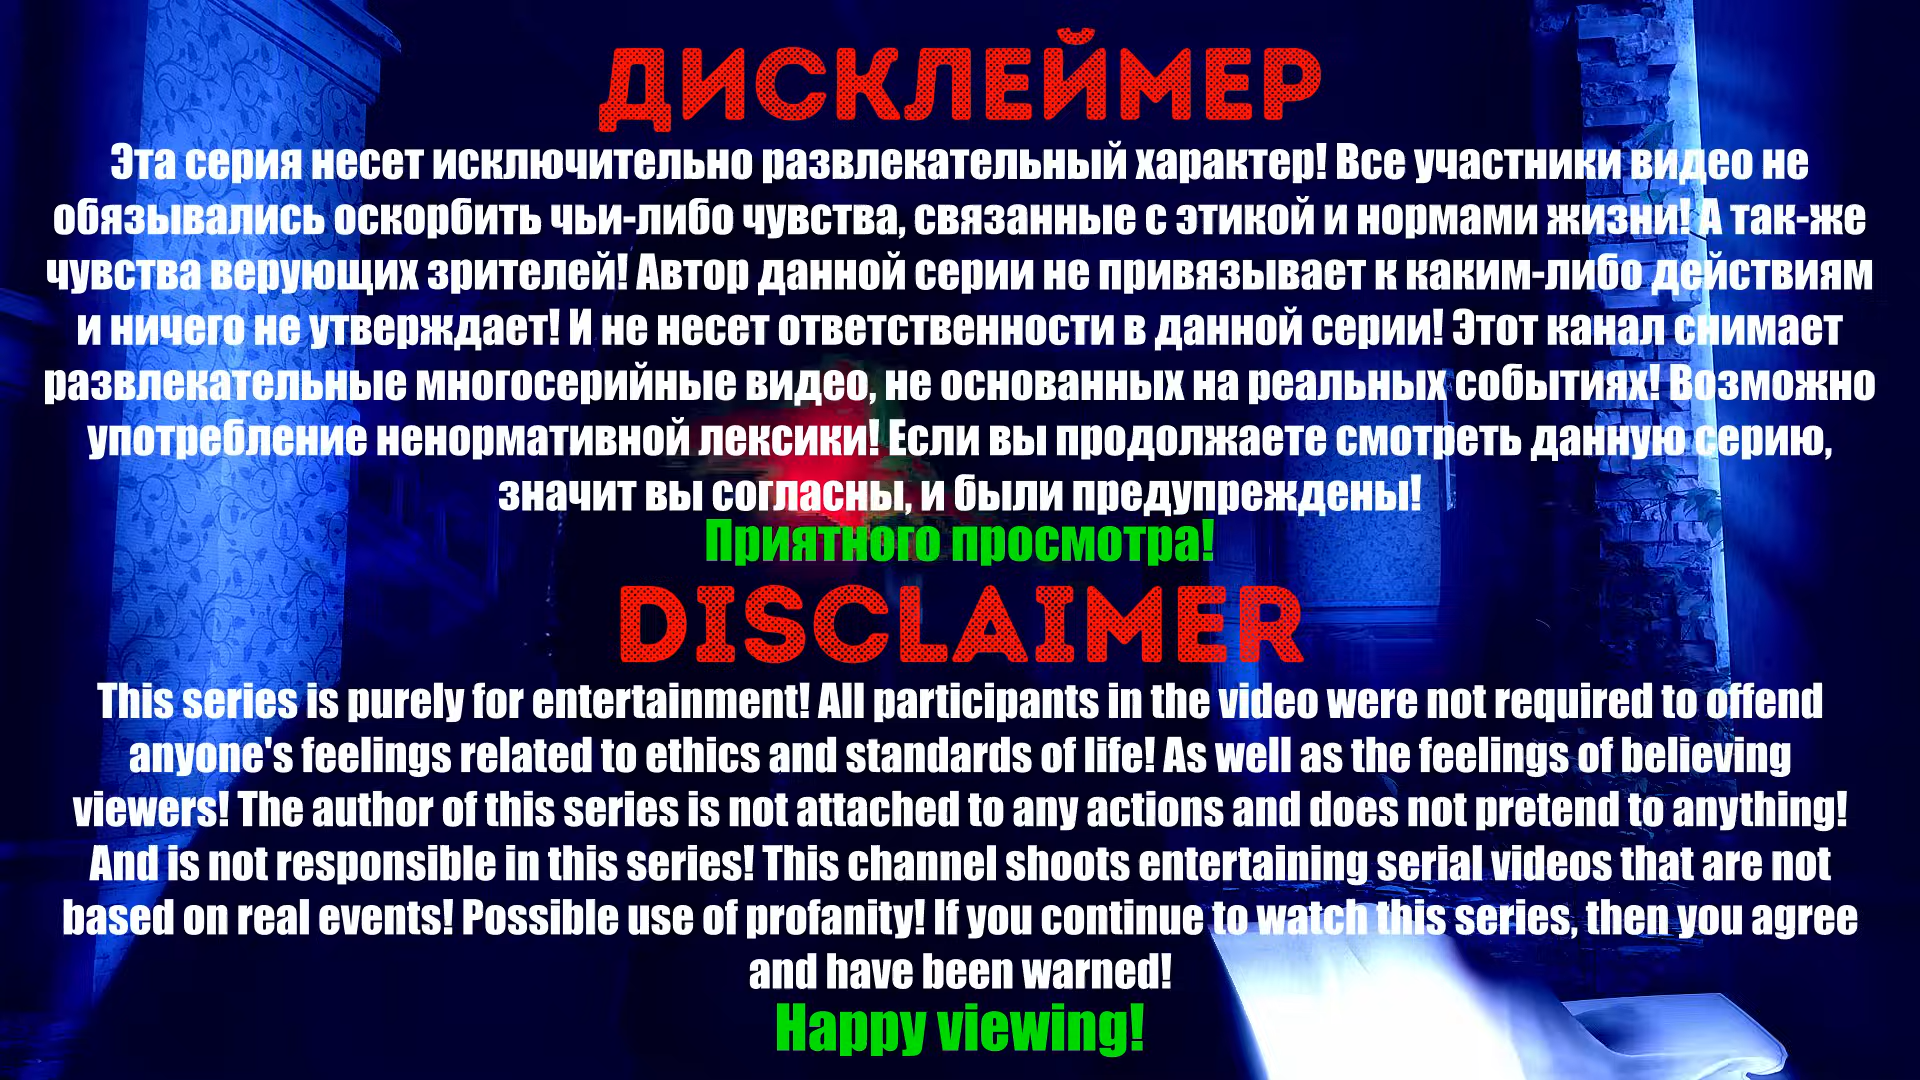 ДИСКЛЕЙМЕР
Эта серия несет исключительно развлекательный характер! Все участники видео не
обязывались оскорбить чьи-либо чувства, связанные с этикой и нормами жизни! А так-же
чувства верующих зрителей! Автор данной серии не привязывает к каким-либо действиям
и ничего не утверждает! И не несет ответственности в данной серии! Этот канал снимает
развлекательные многосерийные видео, не основанных на реальных событиях! Возможно
употребление ненормативной лексики! Если вы продолжаете смотреть данную серию,
значит вы согласны, и были предупреждены!
Приятного просмотра!
DISCLAIMER
This series is purely for entertainment! All participants in the video were not required to offend
anyone's feelings related to ethics and standards of life! As well as the feelings of believing
viewers! The author of this series is not attached to any actions and does not pretend to anything!
And is not responsible in this series! This channel shoots entertaining serial videos that are not
based on real events! Possible use of profanity! If you continue to watch this series, then you agree
and have been warned!
Happy viewing!